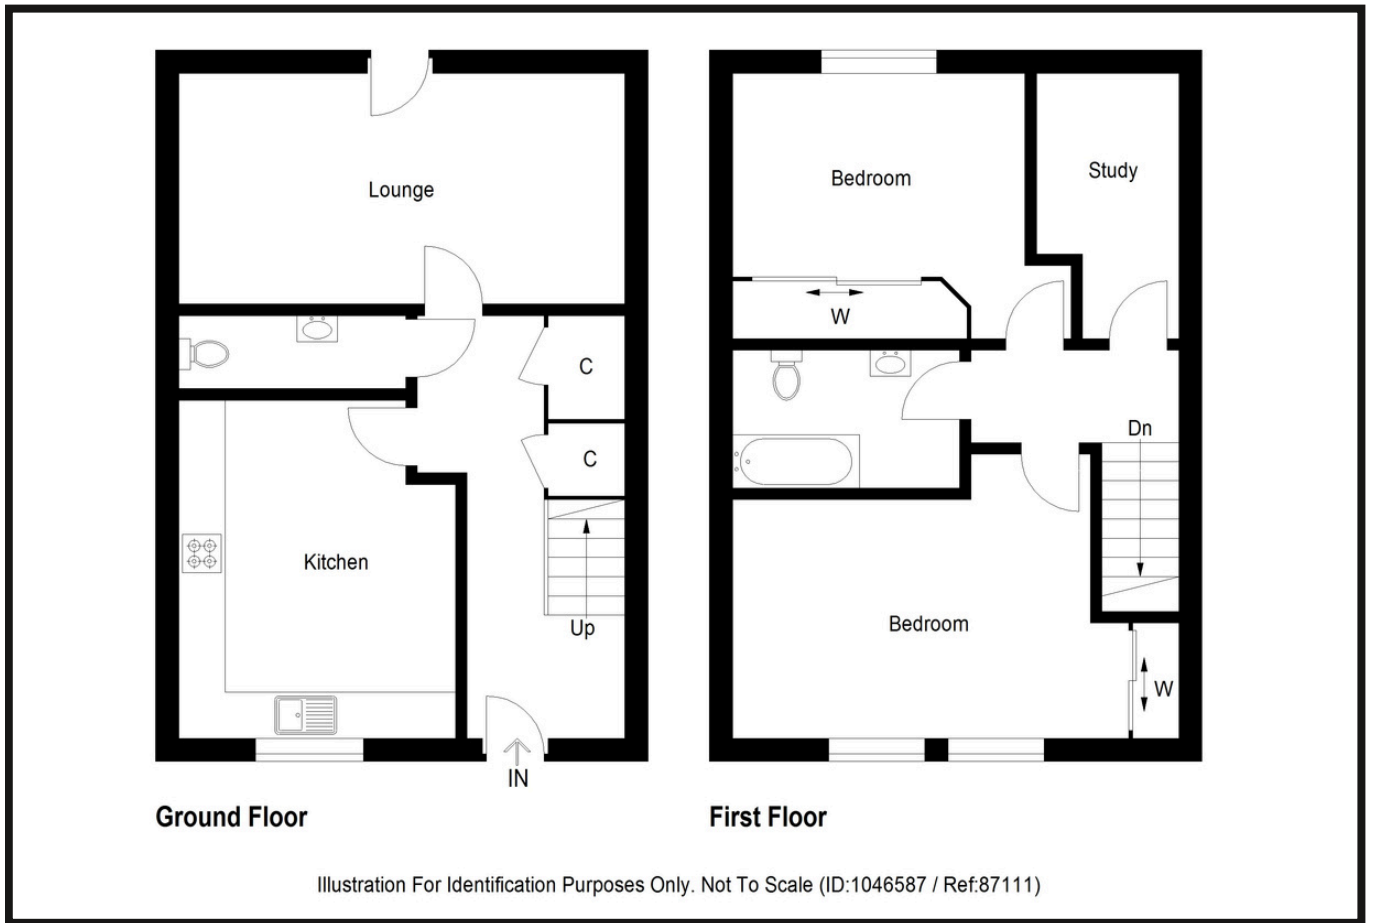 Lounge
C
C
Kitchen
Up
IN
Ground Floor
Bedroom
Study
W
Dn
Bedroom
W
First Floor
Illustration For Identification Purposes Only. Not To Scale (ID:1046587 / Ref:87111)